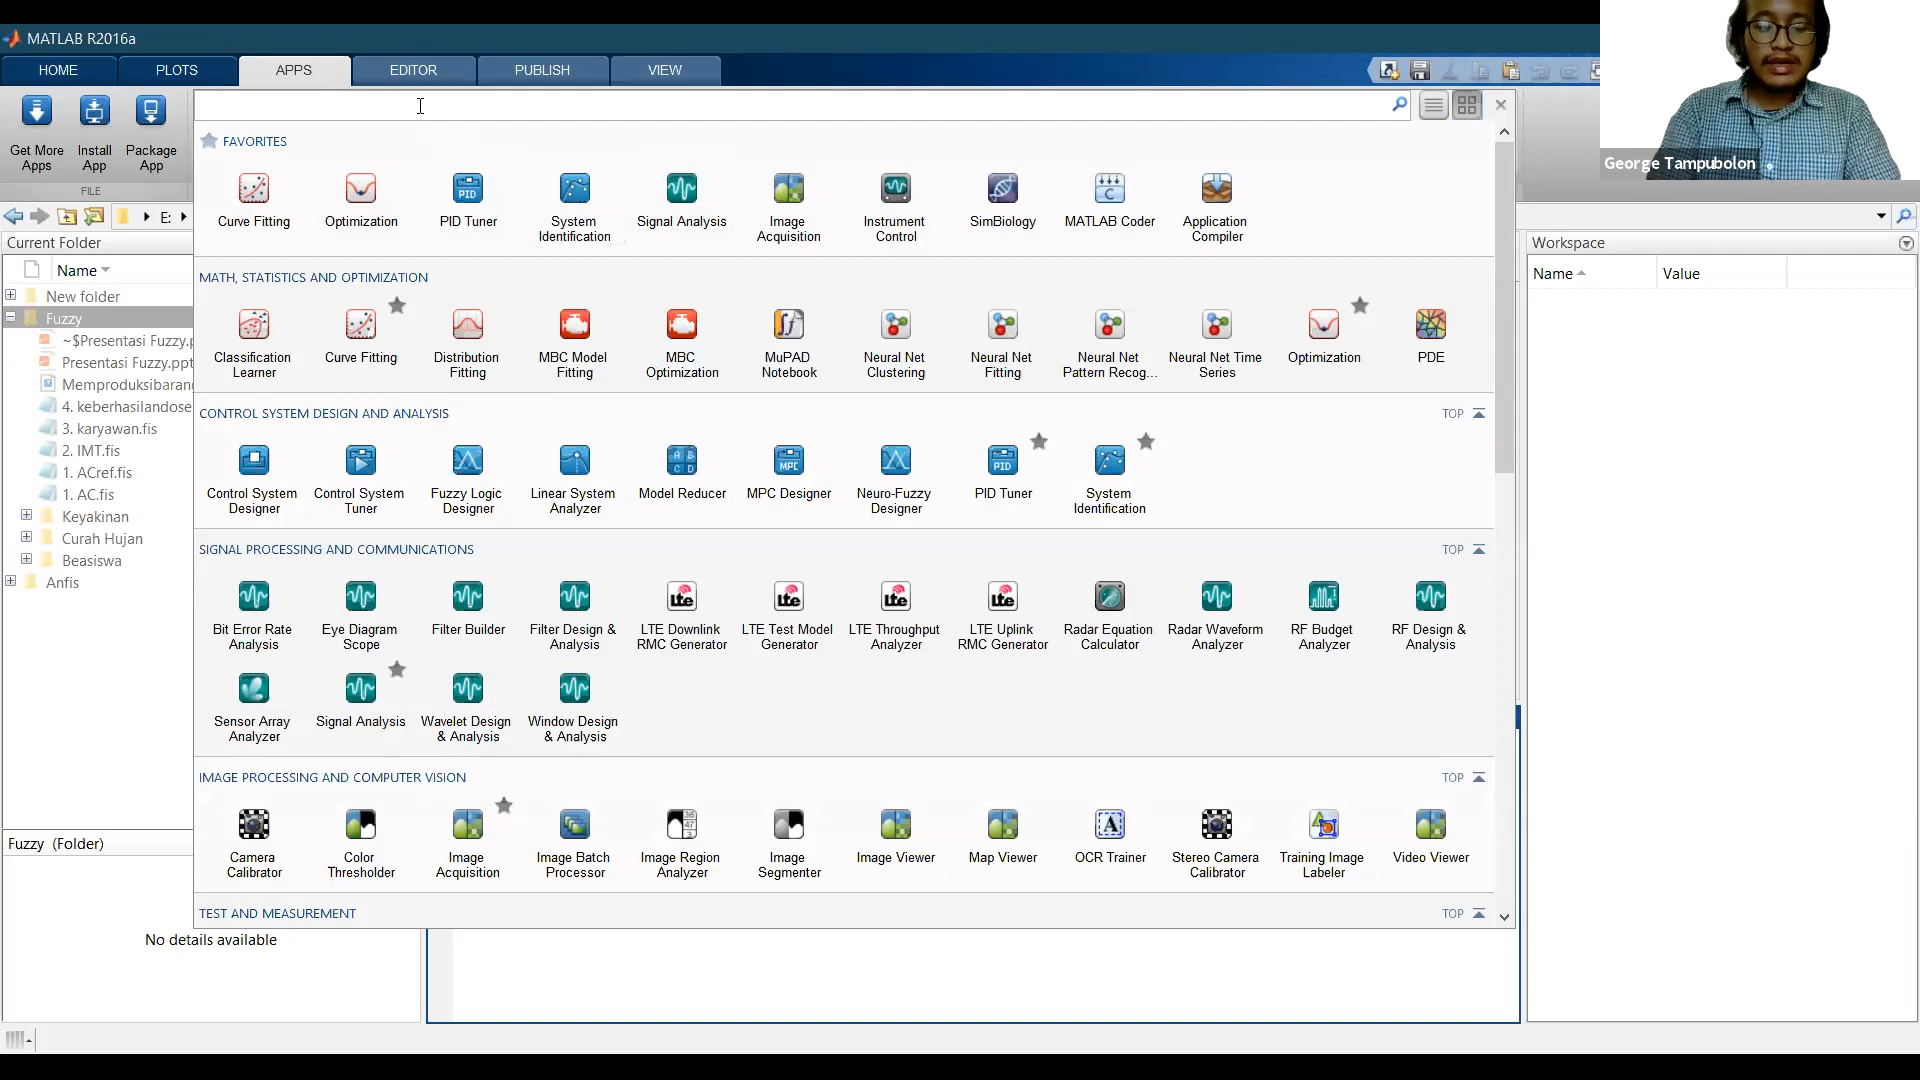 MATLAB R2016a
HOME
PLOTS
APPS
EDITOR
PUBLISH
VIEW
Get More
Apps
Install
App
Package
App
FILE
George Tampubolon
E:
Current Folder
Name
New folder
Fuzzy
~$Presentasi Fuzzy.p
Presentasi Fuzzy.ppt
Memproduksibarang
4. keberhasilandose
3. karyawan.fis
2. IMT.fis
1. ACref.fis
1. AC.fis
Keyakinan
Curah Hujan
Beasiswa
Anfis
Fuzzy (Folder)
No details available
FAVORITES
Curve Fitting
Optimization
PID Tuner
System
Identification
Signal Analysis
Image
Acquisition
Instrument
Control
SimBiology
MATLAB Coder
Application
Compiler
MATH, STATISTICS AND OPTIMIZATION
Classification
Learner
Curve Fitting
Distribution
Fitting
MBC Model
Fitting
MBC
Optimization
MuPAD
Notebook
Neural Net
Clustering
Neural Net
Fitting
Neural Net
Pattern Recog...
Neural Net Time
Series
Optimization
PDE
CONTROL SYSTEM DESIGN AND ANALYSIS
TOP
Control System
Designer
Control System
Tuner
Fuzzy Logic
Designer
Linear System
Analyzer
Model Reducer
MPC Designer
Neuro-Fuzzy
Designer
PID Tuner
System
Identification
SIGNAL PROCESSING AND COMMUNICATIONS
TOP
Bit Error Rate
Analysis
Eye Diagram
Scope
Filter Builder
Filter Design &
Analysis
LTE Downlink
RMC Generator
LTE Test Model
Generator
LTE Throughput
Analyzer
LTE Uplink
RMC Generator
Radar Equation
Calculator
Radar Waveform
Analyzer
RF Budget
Analyzer
RF Design &
Analysis
Sensor Array
Analyzer
Signal Analysis
Wavelet Design
& Analysis
Window Design
& Analysis
IMAGE PROCESSING AND COMPUTER VISION
TOP
Camera
Calibrator
Color
Thresholder
Image
Acquisition
Image Batch
Processor
Image Region
Analyzer
Image
Segmenter
Image Viewer
Map Viewer
OCR Trainer
Stereo Camera
Calibrator
Training Image
Labeler
Video Viewer
TEST AND MEASUREMENT
TOP
Workspace
Name
Value